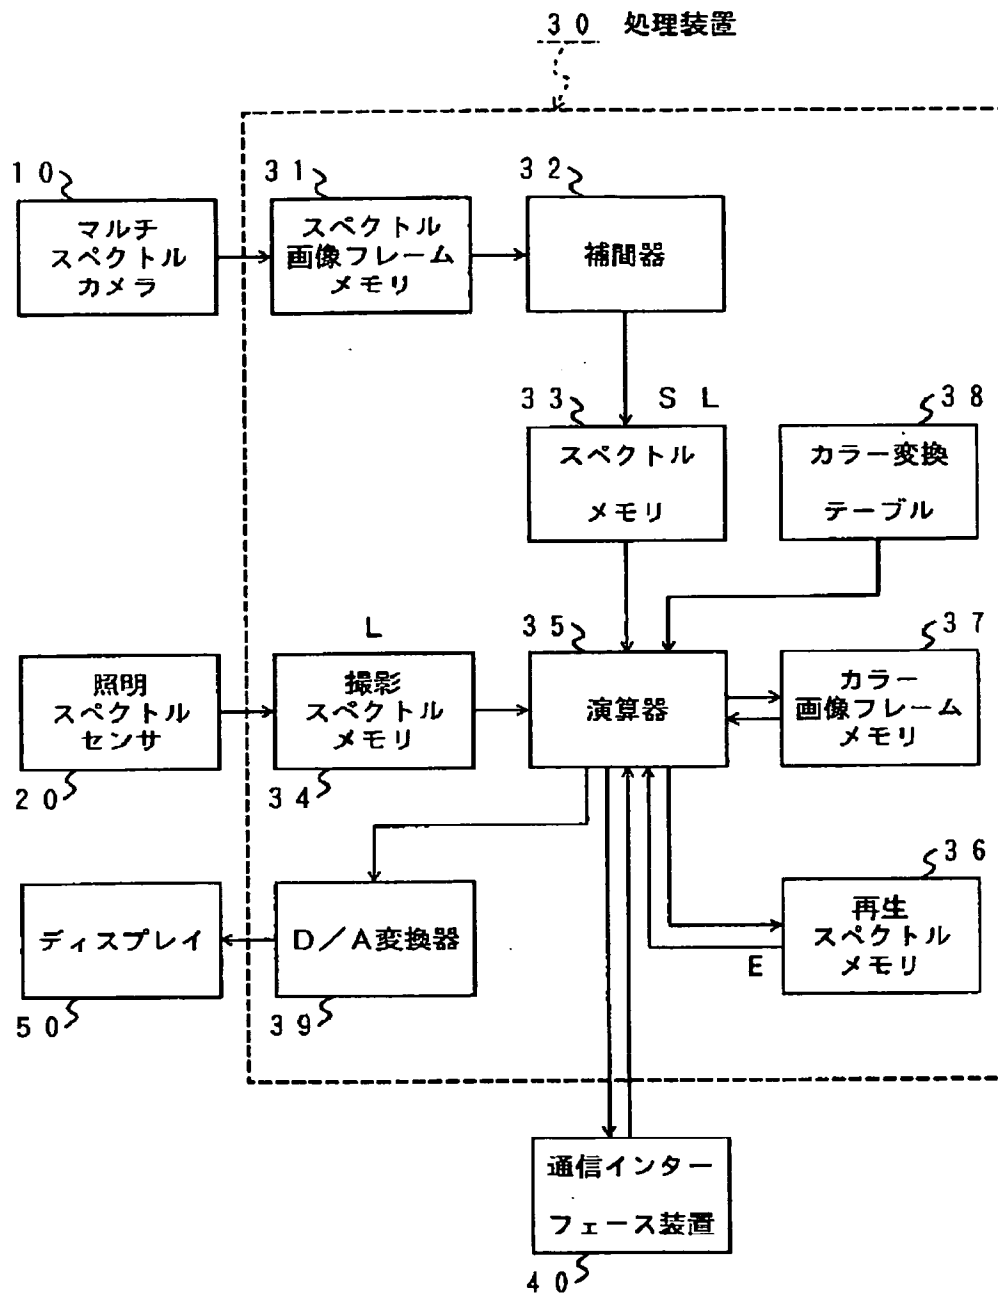 ３０ 処理装置
１０
マルチ
スペクトル
カメラ
３１
スペクトル
画像フレーム
メモリ
３２
補間器
３３
ＳＬ
スペクトル
メモリ
３８
カラー変換
テーブル
２０
照明
スペクトル
センサ
Ｌ
３４
撮影
スペクトル
メモリ
３５
演算器
３７
カラー
画像フレーム
メモリ
３６
再生
スペクトル
メモリ
Ｅ
ディスプレイ
５０
Ｄ／Ａ変換器
３９
通信インター
フェース装置
４０